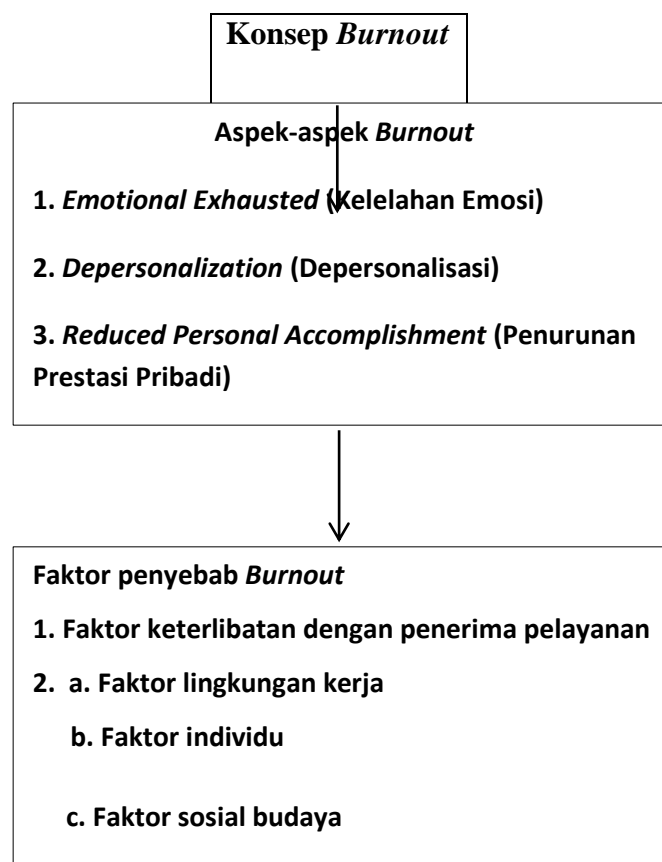 Konsep Burnout
Aspek-aspek Burnout
1. Emotional Exhausted (Kelelahan Emosi)
2. Depersonalization (Depersonalisasi)
3. Reduced Personal Accomplishment (Penurunan
Prestasi Pribadi)
Faktor penyebab Burnout
1. Faktor keterlibatan dengan penerima pelayanan
2. a. Faktor lingkungan kerja
b. Faktor individu
c. Faktor sosial budaya